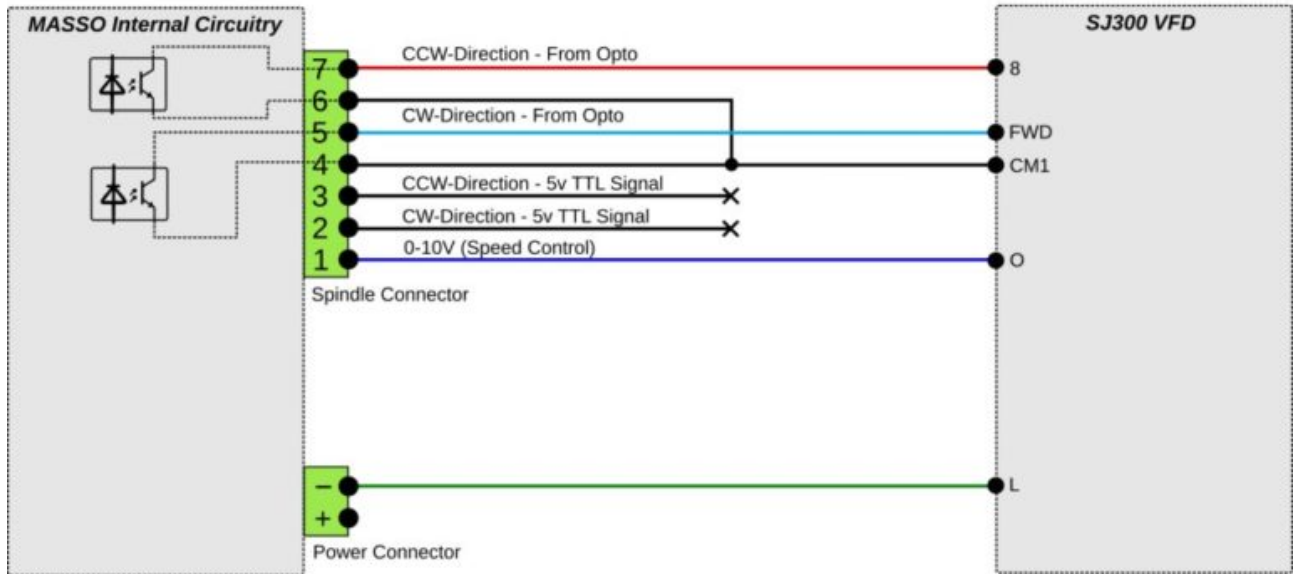 MASSO Internal Circuitry
SJ300 VFD
7
CCW-Direction - From Opto
8
6
CW-Direction - From Opto
5
FWD
4
CM1
CCW-Direction - 5v TTL Signal
3
CW-Direction - 5v TTL Signal
2
0-10V (Speed Control)
1
O
Spindle Connector
−
L
+
Power Connector